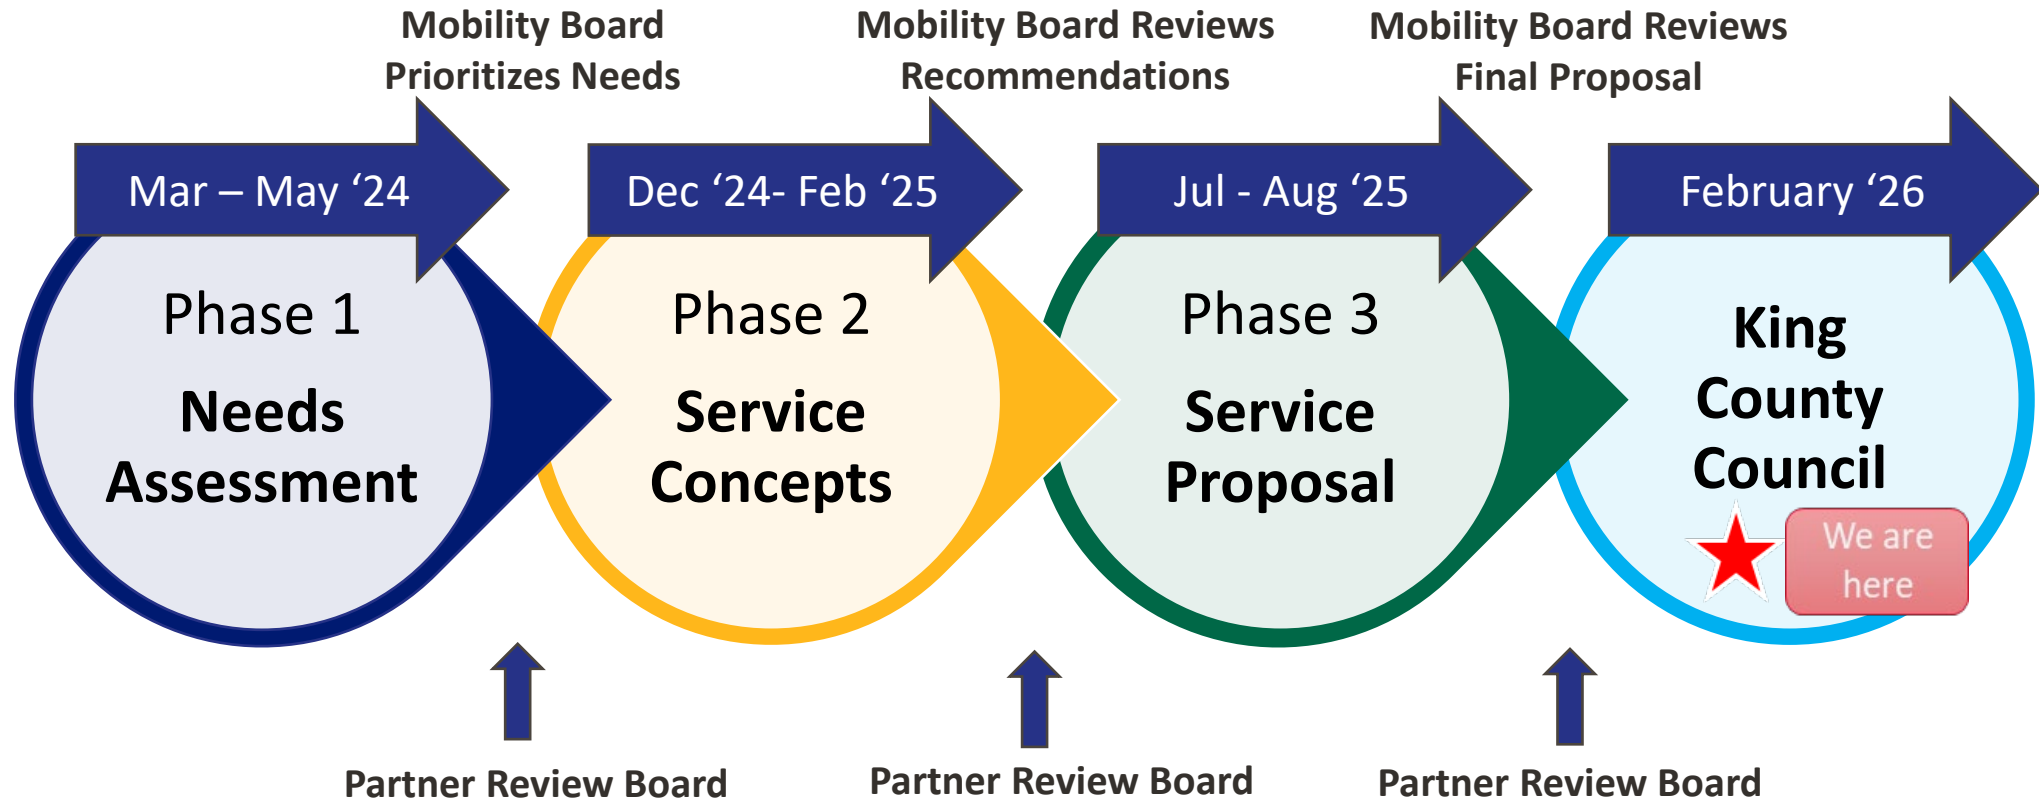 Mobility Board
Prioritizes Needs
Mobility Board Reviews
Recommendations
Mobility Board Reviews
Final Proposal
Mar – May ‘24
Dec ‘24- Feb ‘25
Jul - Aug ‘25
February ‘26
Phase 1
Needs
Assessment
Phase 2
Service
Concepts
Phase 3
Service
Proposal
King
County
Council
We are
here
Partner Review Board
Partner Review Board
Partner Review Board